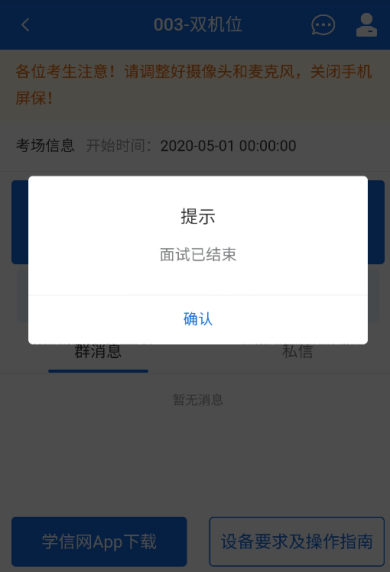 003-双机位
各位考生注意！请调整好摄像头和麦克风，关闭手机
屏保！
考场信息 开始时间：2020-05-01 00:00:00
提示
面试已结束
确认
群消息 私信
暂无消息
学信网App下载 设备要求及操作指南